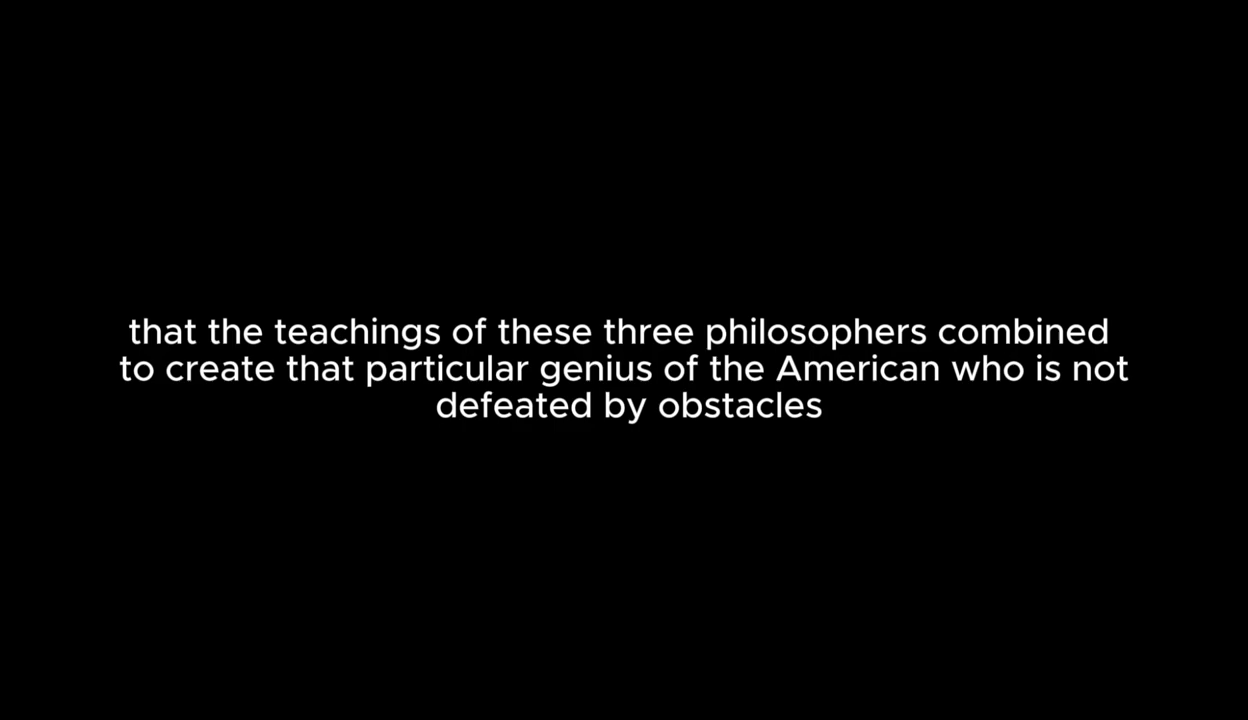 that the teachings of these three philosophers combined
to create that particular genius of the American who is not
defeated by obstacles